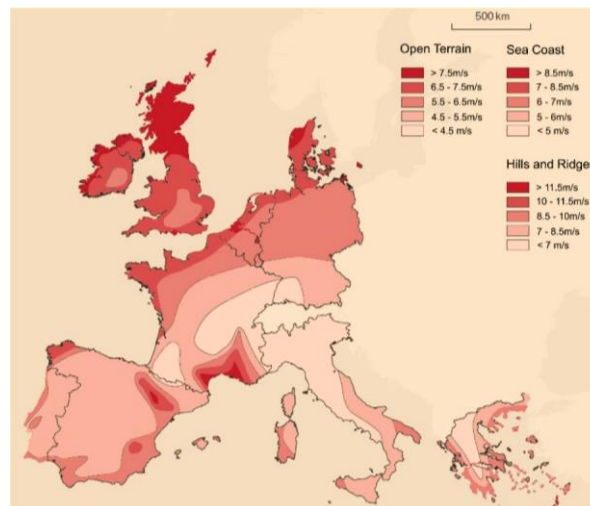 500 km
Open Terrain
> 7.5m/s
6.5 - 7.5m/s
5.5 - 6.5m/s
4.5 - 5.5m/s
< 4.5 m/s
Sea Coast
> 8.5m/s
7 - 8.5m/s
6 - 7m/s
5 - 6m/s
< 5 m/s
Hills and Ridge
> 11.5m/s
10 - 11.5m/s
8.5 - 10m/s
7 - 8.5m/s
< 7 m/s